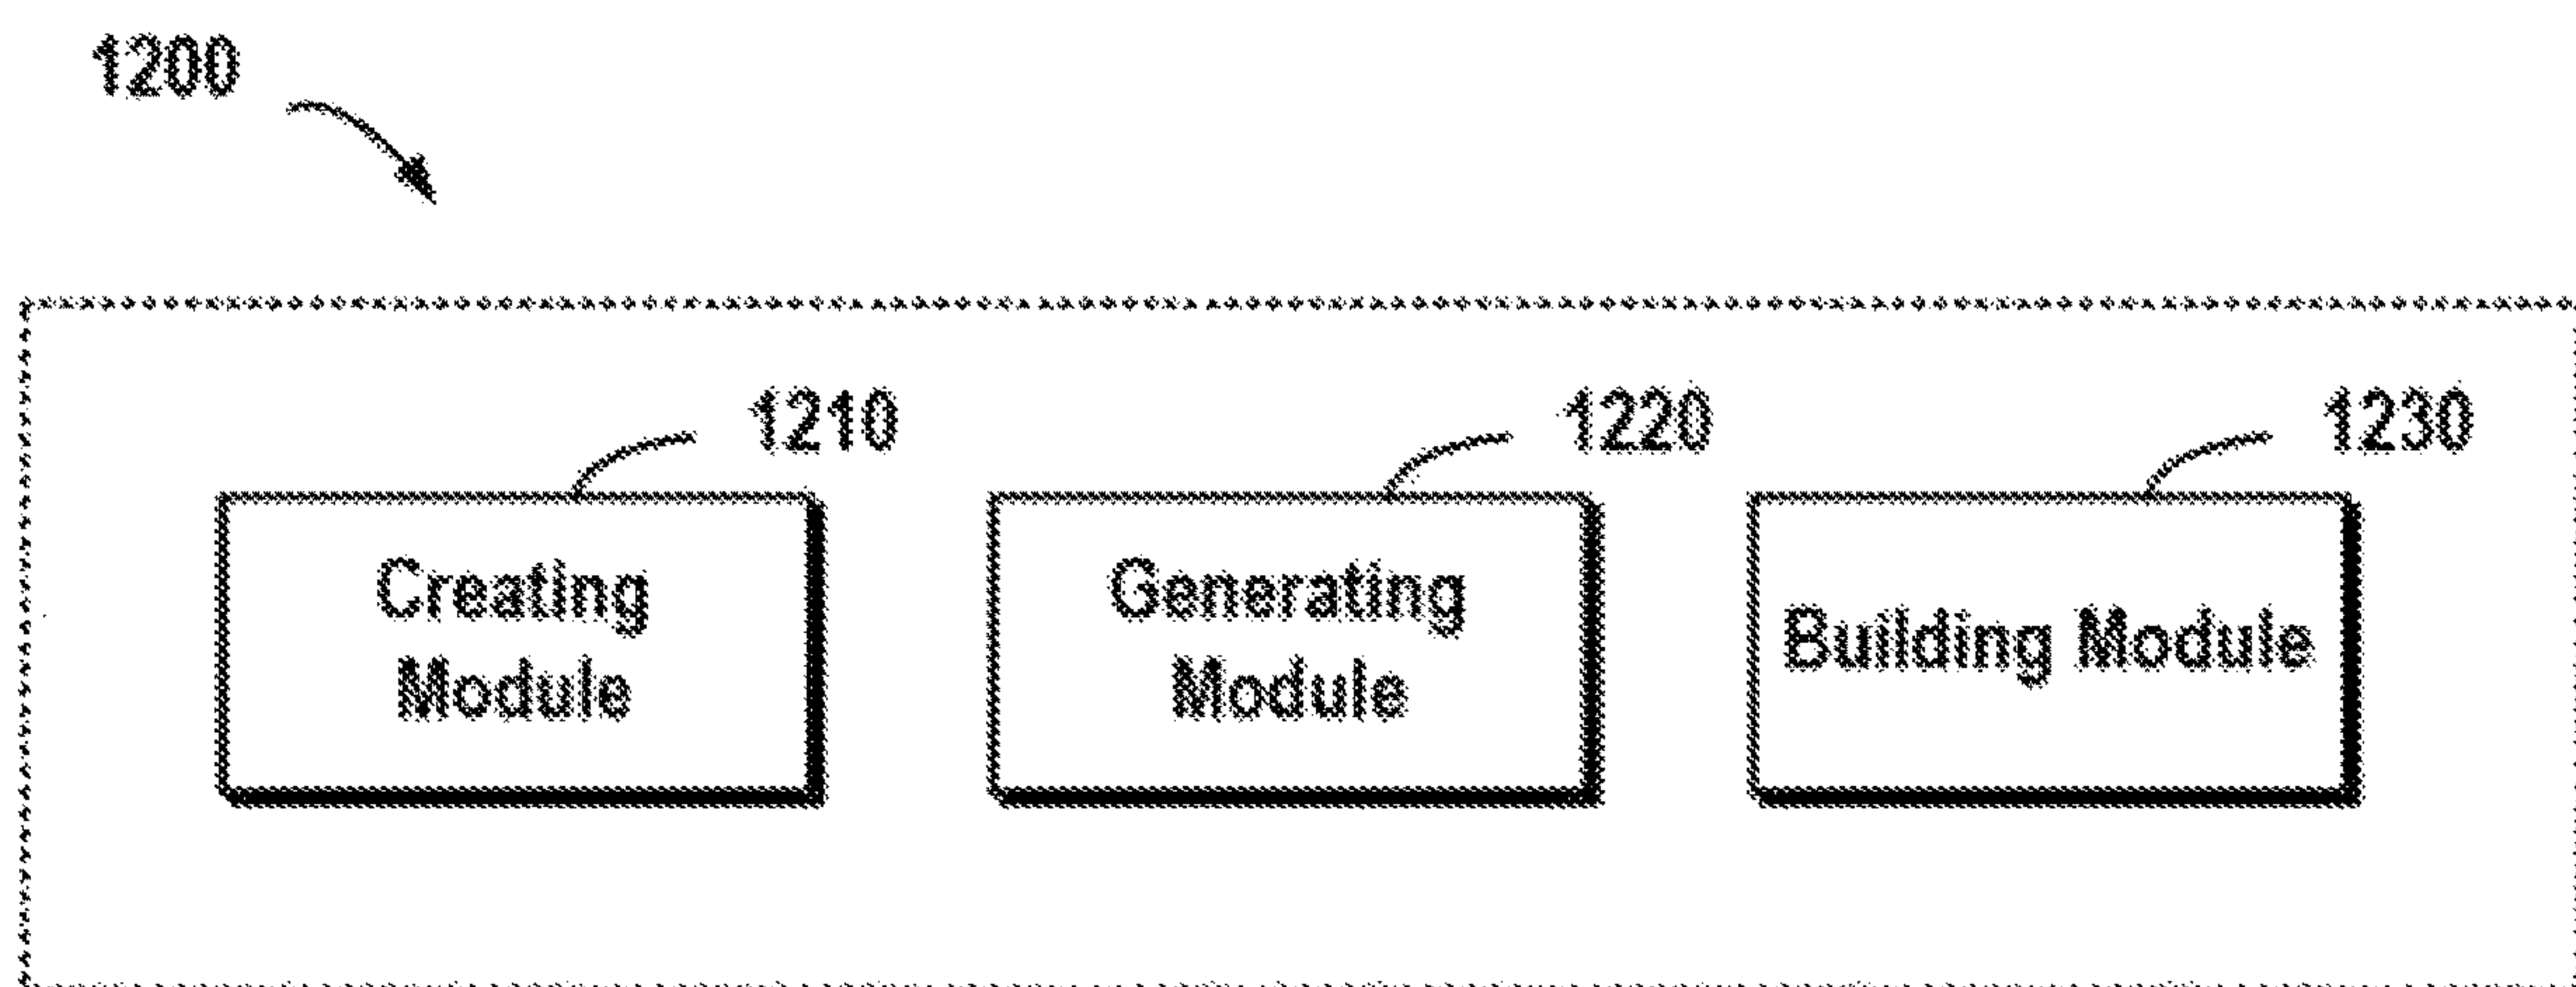 1200
1210
1220
1230
Creating
Module
Generating
Module
Building Module